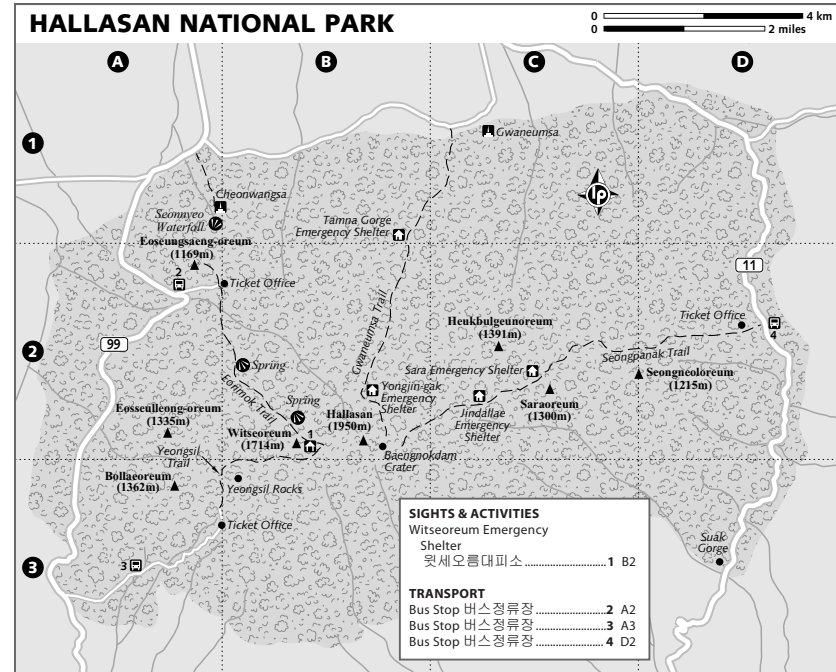 HALLASAN NATIONAL PARK
0 4 km
0 2 miles
A
B
C
D
1
Gwaneumsa
Cheonwangsa
lp
Seonnyeo
Waterfall
Tamna Gorge
Emergency Shelter
Eoseungsaeng-oreum
(1169m)
2
Ticket Office
11
99
2
Gwaneumsa Trail
Heukbulgeunoreum
(1391m)
Ticket Office
4
Spring
Eorimok Trail
Sara Emergency Shelter
Seongpanak Trail
Seongneoloreum
(1215m)
Yongjin-gak
Emergency
Shelter
Spring
Eosseulleong-oreum
(1335m)
Jindallae
Emergency
Shelter
Saraoreum
(1300m)
Hallasan
(1950m)
Witseoreum
(1714m)
1
Baengnokdam
Crater
Yeongsil
Trail
Bollaeoreum
(1362m)
Yeongsil Rocks
Ticket Office
3
3
Suak
Gorge
SIGHTS & ACTIVITIES
Witseoreum Emergency
Shelter
윗세오름대피소 1 B2
TRANSPORT
Bus Stop 버스정류장 2 A2
Bus Stop 버스정류장 3 A3
Bus Stop 버스정류장 4 D2